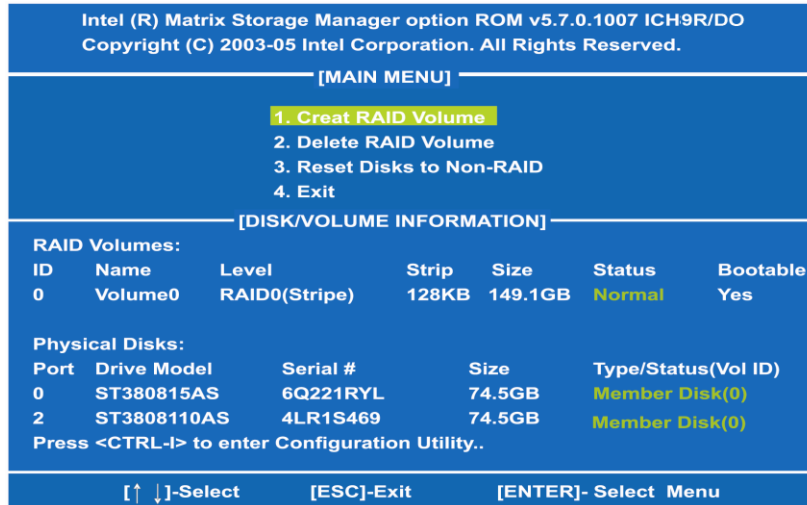 Intel (R) Matrix Storage Manager option ROM v5.7.0.1007 ICH9R/DO
Copyright (C) 2003-05 Intel Corporation. All Rights Reserved.
[MAIN MENU]
1. Creat RAID Volume
2. Delete RAID Volume
3. Reset Disks to Non-RAID
4. Exit
[DISK/VOLUME INFORMATION]
RAID Volumes:
ID Name Level Strip Size Status Bootable
0 Volume0 RAID0(Stripe) 128KB 149.1GB Normal Yes
Physical Disks:
Port Drive Model Serial # Size Type/Status(Vol ID)
0 ST380815AS 6Q221RYL 74.5GB Member Disk(0)
2 ST3808110AS 4LR1S469 74.5GB Member Disk(0)
Press <CTRL-I> to enter Configuration Utility..
[↑ ↓]-Select [ESC]-Exit [ENTER]- Select Menu